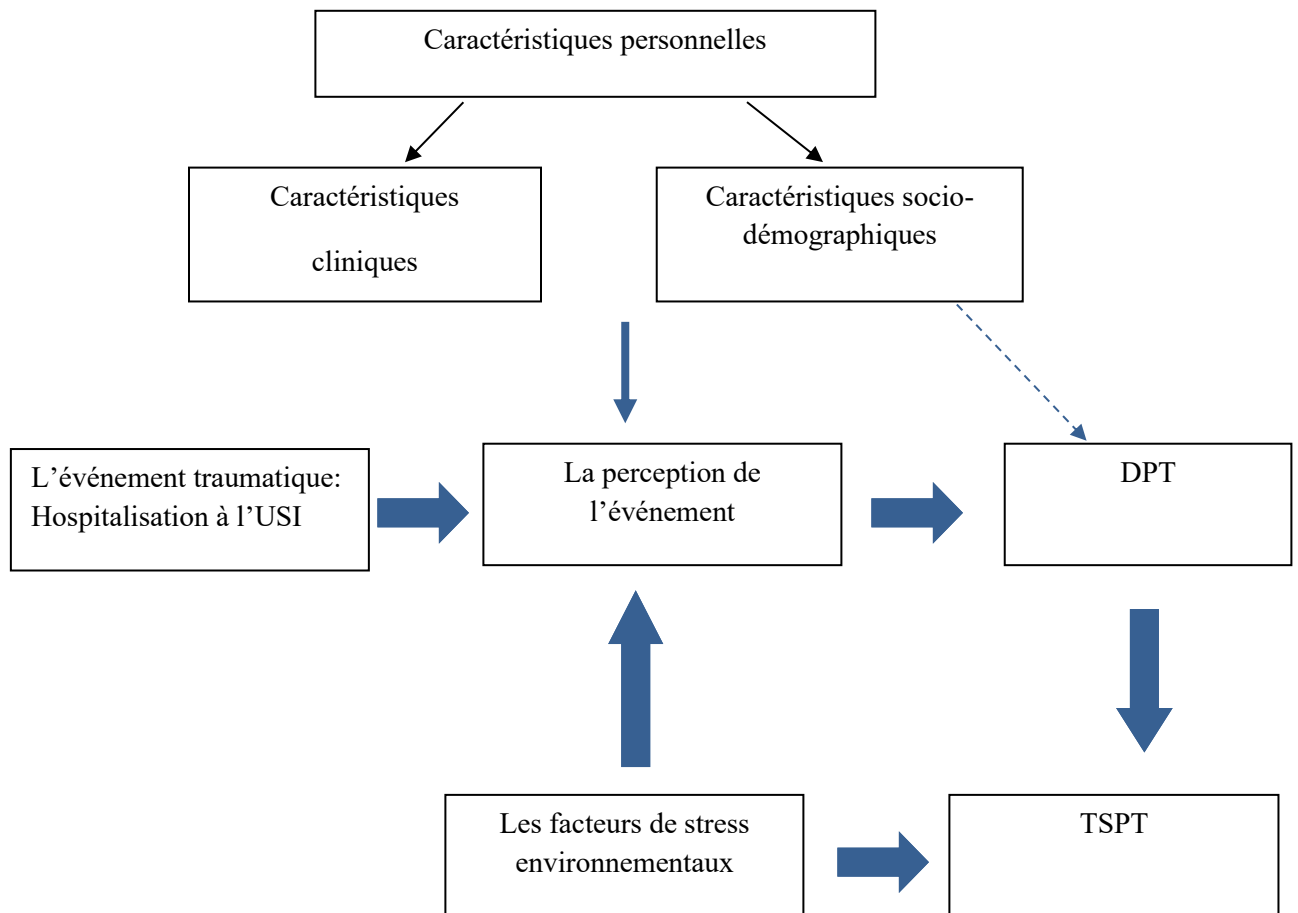 Caractéristiques personnelles
Caractéristiques
cliniques
Caractéristiques socio-
démographiques
L’événement traumatique:
Hospitalisation à l’USI
La perception de
l’événement
DPT
Les facteurs de stress
environnementaux
TSPT